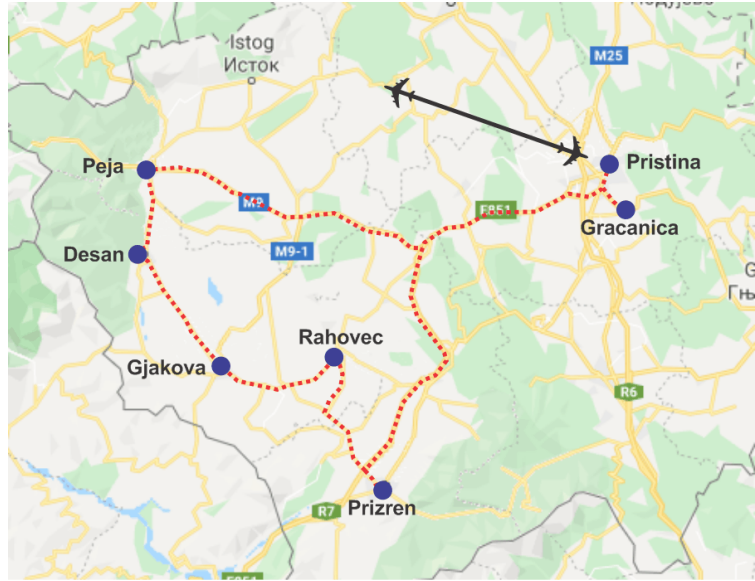 Istog
Исток
M25
Peja
Pristina
M9
E851
Gracanica
Desan
M9-1
Rahovec
Gjakova
R6
Prizren
R7